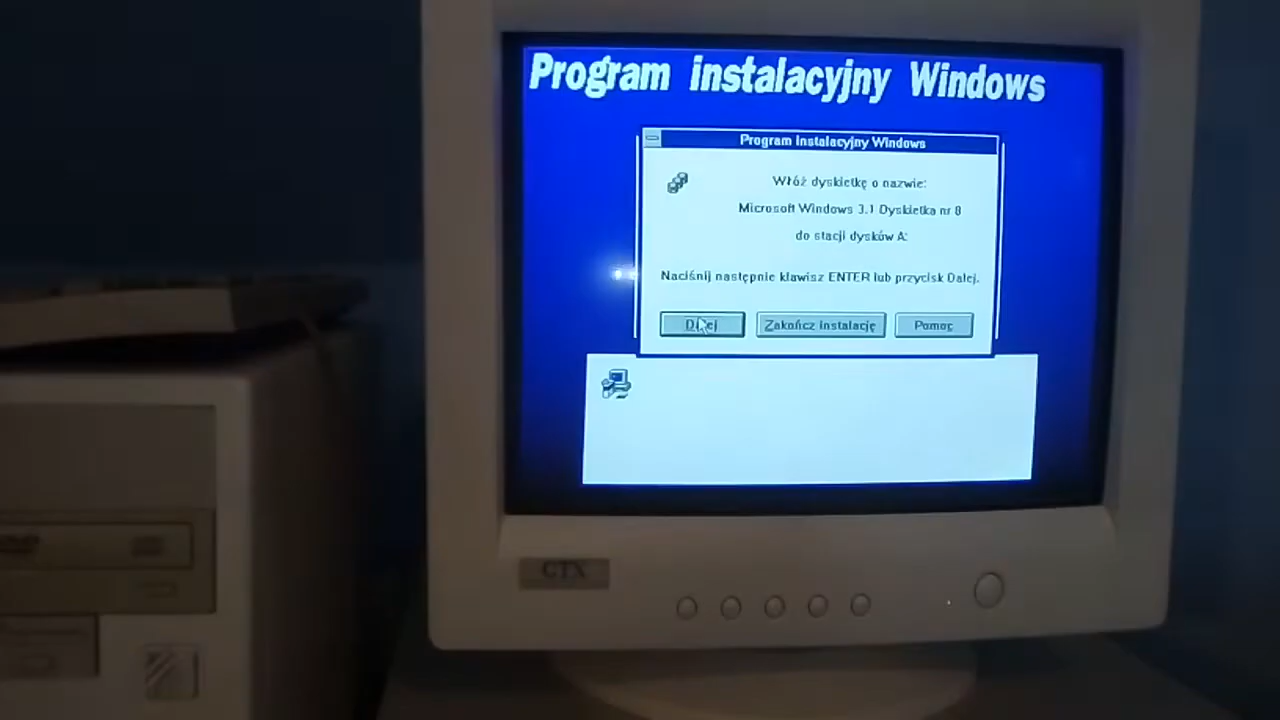 Program instalacyjny Windows
Program Instalacyjny Windows
Włóż dyskietkę o nazwie:
Microsoft Windows 3.1 Dyskietka nr 8
do stacji dysków A:
Naciśnij następnie klawisz ENTER lub przycisk Dalej.
Dalej
Zakończ instalację
Pomoc
CTX